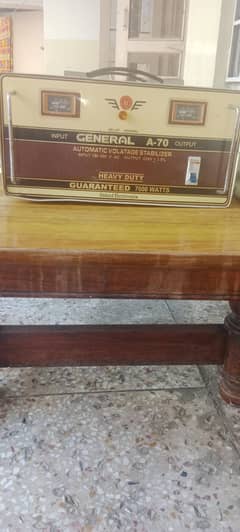 INPUT GENERAL A-70 OUTPUT
AUTOMATIC VOLATAGE STABILIZER
HEAVY DUTY
GUARANTEED 7000 WATTS